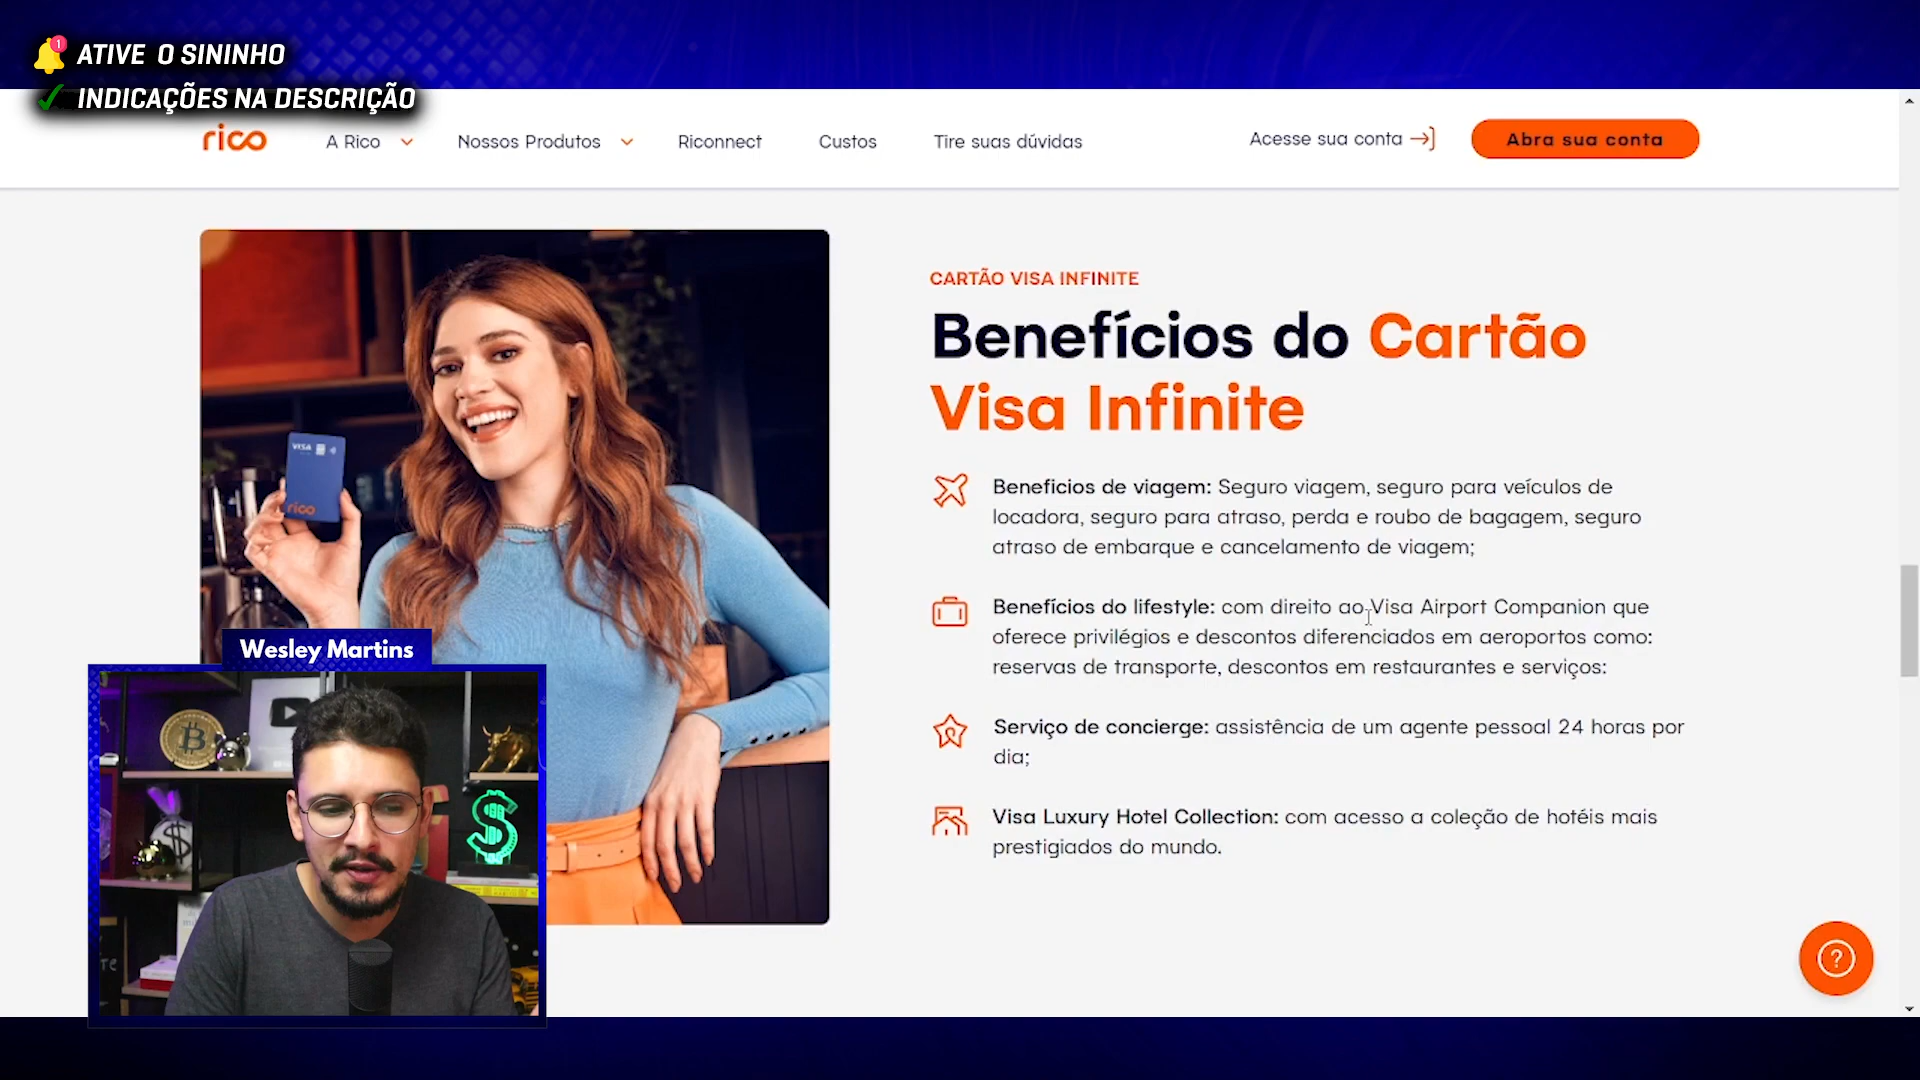 ATIVE O SININHO
INDICAÇÕES NA DESCRIÇÃO
rico
A Rico
Nossos Produtos
Riconnect
Custos
Tire suas dúvidas
Acesse sua conta
Abra sua conta
CARTÃO VISA INFINITE
Benefícios do Cartão
Visa Infinite
Beneficios de viagem: Seguro viagem, seguro para veículos de
locadora, seguro para atraso, perda e roubo de bagagem, seguro
atraso de embarque e cancelamento de viagem;
Benefícios do lifestyle: com direito ao Visa Airport Companion que
oferece privilégios e descontos diferenciados em aeroportos como:
reservas de transporte, descontos em restaurantes e serviços:
Serviço de concierge: assistência de um agente pessoal 24 horas por
dia;
Visa Luxury Hotel Collection: com acesso a coleção de hotéis mais
prestigiados do mundo.
VISA
rico
Wesley Martins